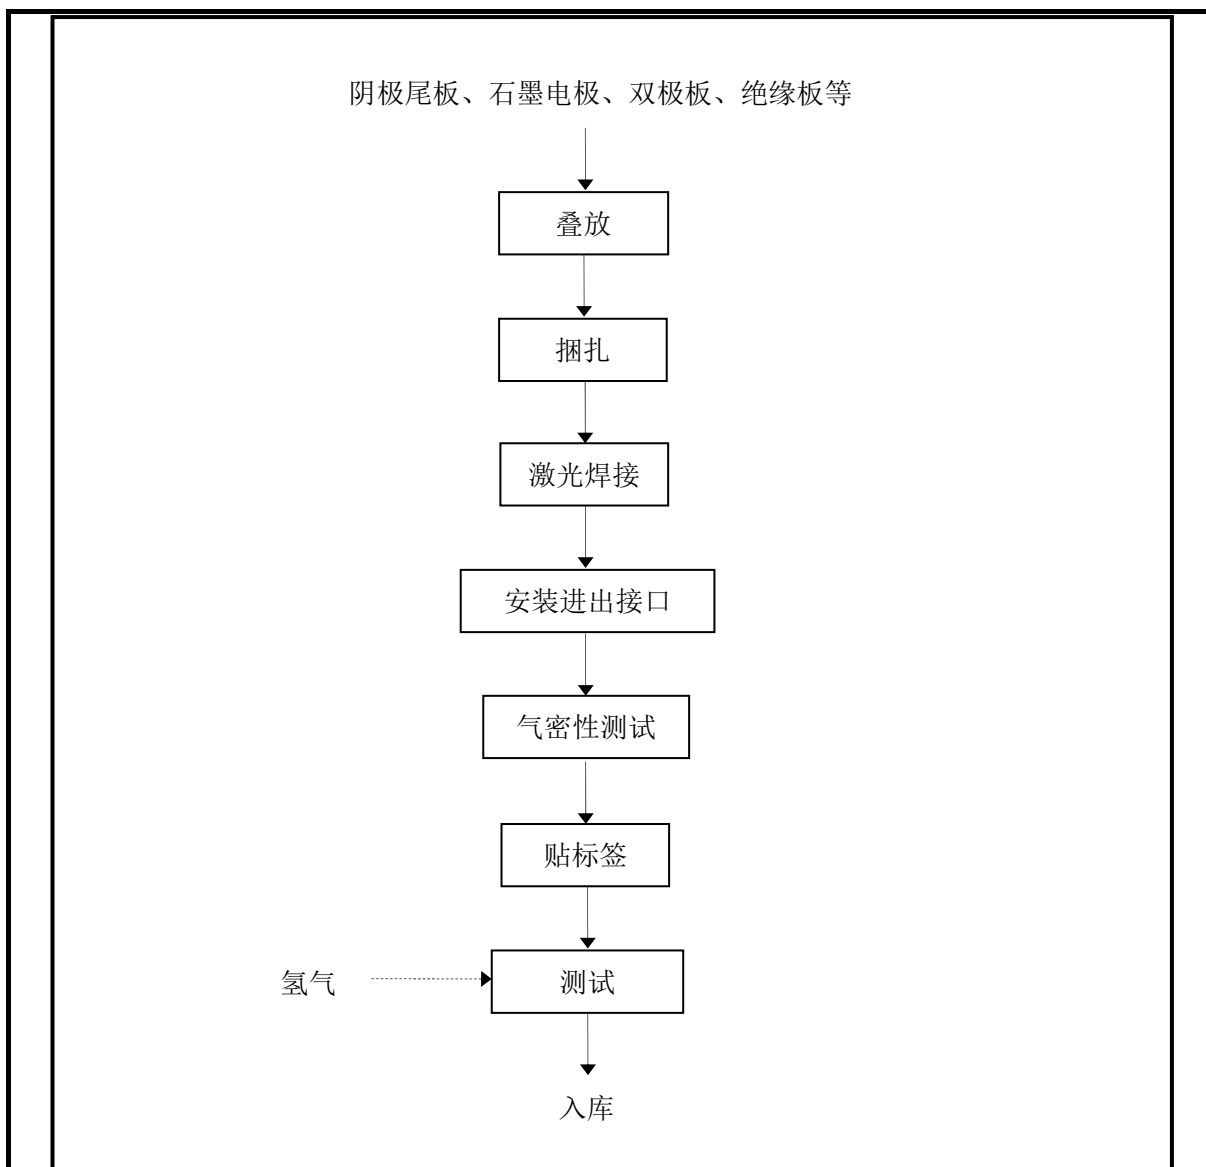 阴极尾板、石墨电极、双极板、绝缘板等
叠放
捆扎
激光焊接
安装进出接口
气密性测试
贴标签
氢气
测试
入库